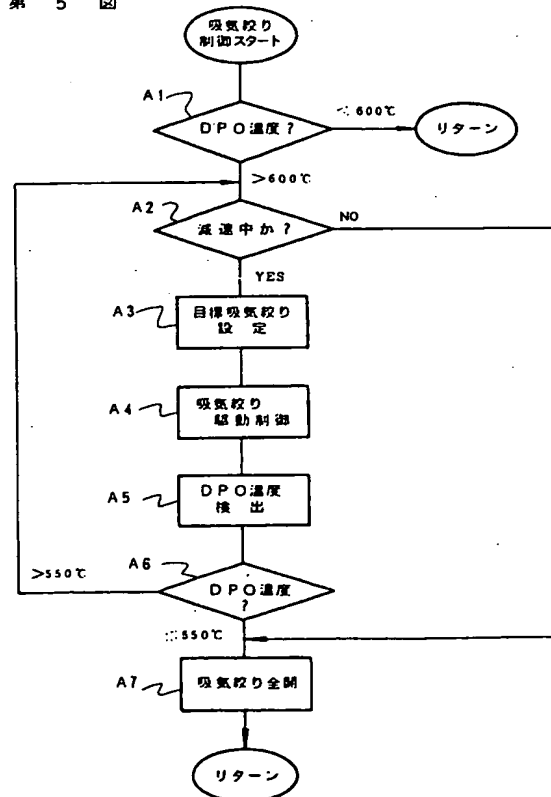 第 5 図
吸気絞り
制御スタート
A1
DPO温度?
≦600℃
リターン
>600℃
A2
減速中か?
NO
YES
A3
目標吸気絞り
設定
A4
吸気絞り
駆動制御
A5
DPO温度
検出
A6
>550℃
DPO温度
?
≦550℃
A7
吸気絞り全開
リターン